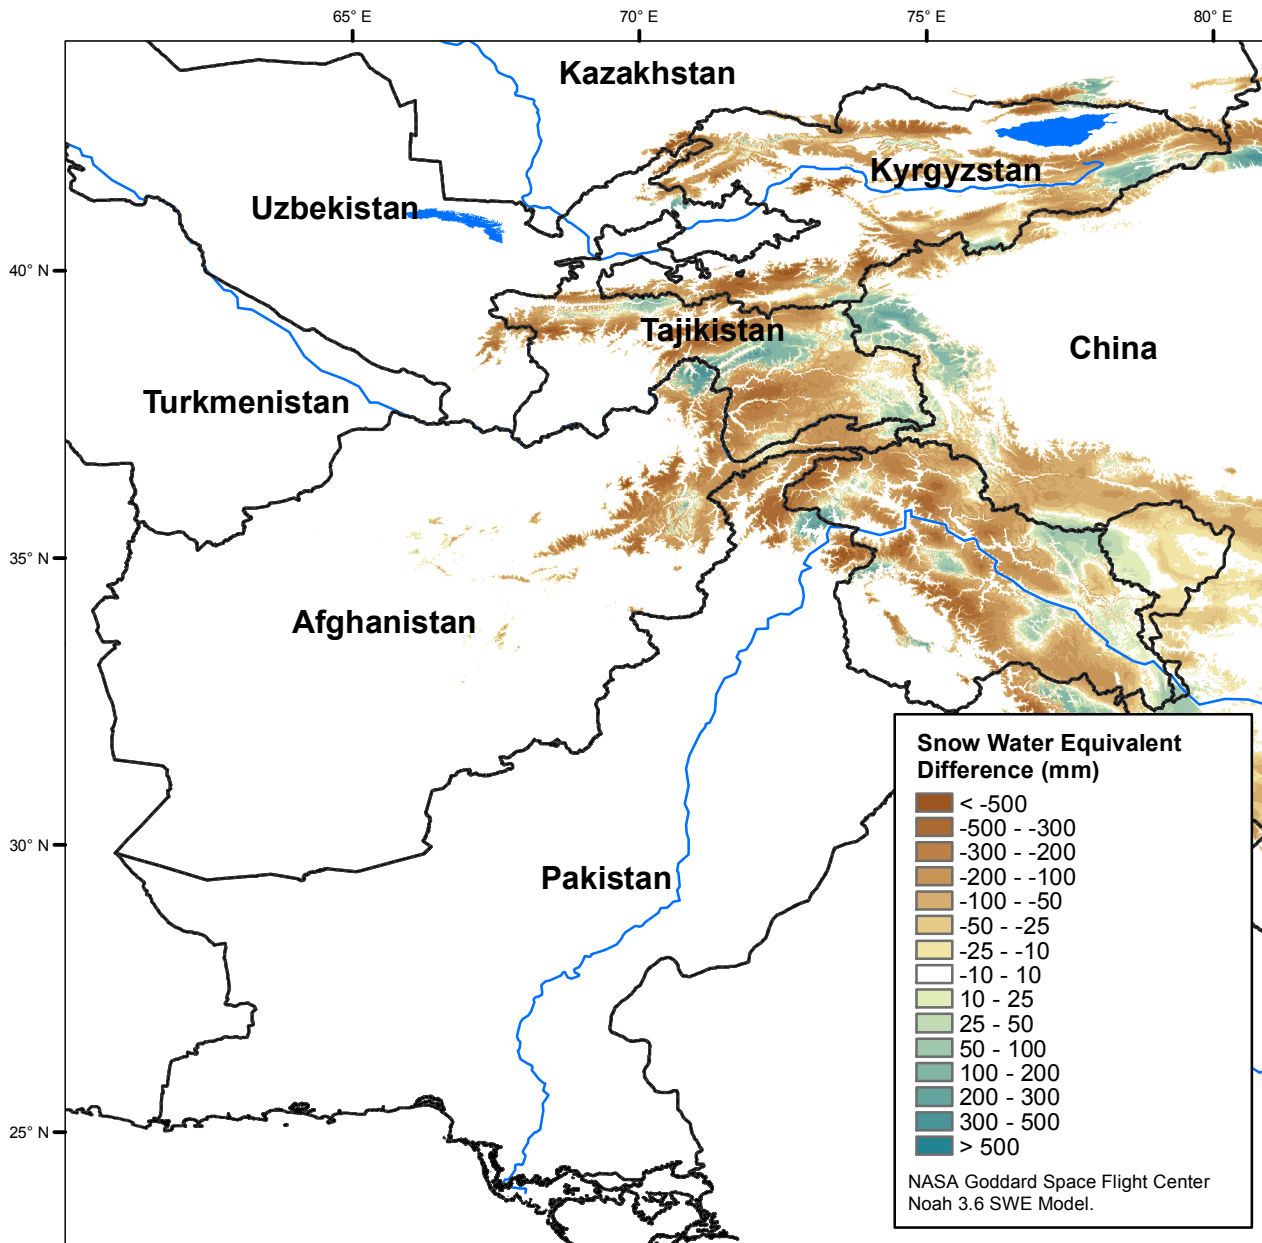 65° E
70° E
75° E
80° E
Kazakhstan
Kyrgyzstan
Uzbekistan
40° N
Tajikistan
China
Turkmenistan
35° N
Afghanistan
30° N
Pakistan
25° N
Snow Water Equivalent
Difference (mm)
< -500
-500 - -300
-300 - -200
-200 - -100
-100 - -50
-50 - -25
-25 - -10
-10 - 10
10 - 25
25 - 50
50 - 100
100 - 200
200 - 300
300 - 500
> 500
NASA Goddard Space Flight Center
Noah 3.6 SWE Model.